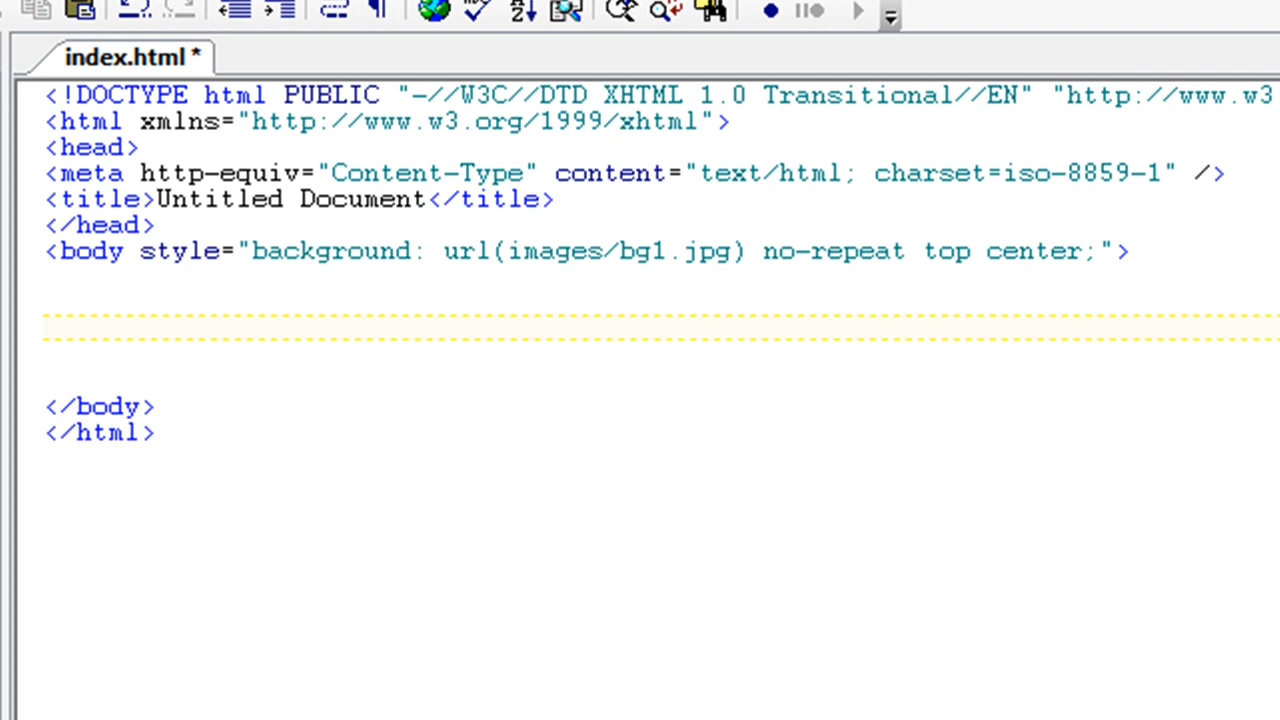 index.html *
<!DOCTYPE html PUBLIC "-//W3C//DTD XHTML 1.0 Transitional//EN" "http://www.w3
<html xmlns="http://www.w3.org/1999/xhtml">
<head>
<meta http-equiv="Content-Type" content="text/html; charset=iso-8859-1" />
<title>Untitled Document</title>
</head>
<body style="background: url(images/bg1.jpg) no-repeat top center;">
</body>
</html>